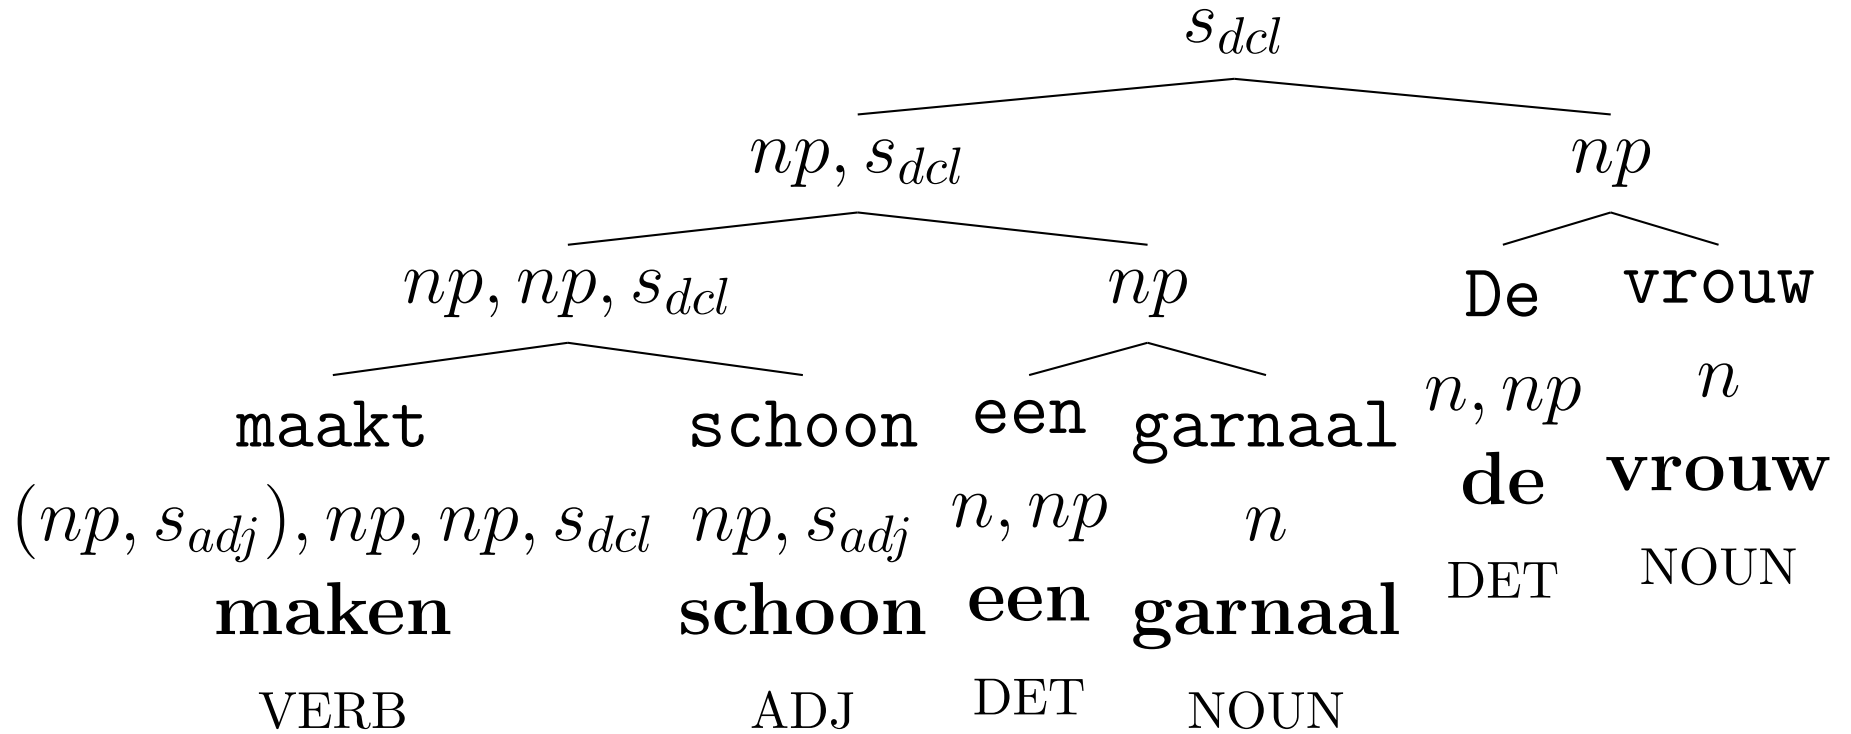 s_dcl
np, s_dcl np
np, np, s_dcl np De vrouw
n, np n
maakt schoon een garnaal de vrouw
(np, s_adj), np, np, s_dcl np, s_adj n, np n DET NOUN
maken schoon een garnaal
VERB ADJ DET NOUN